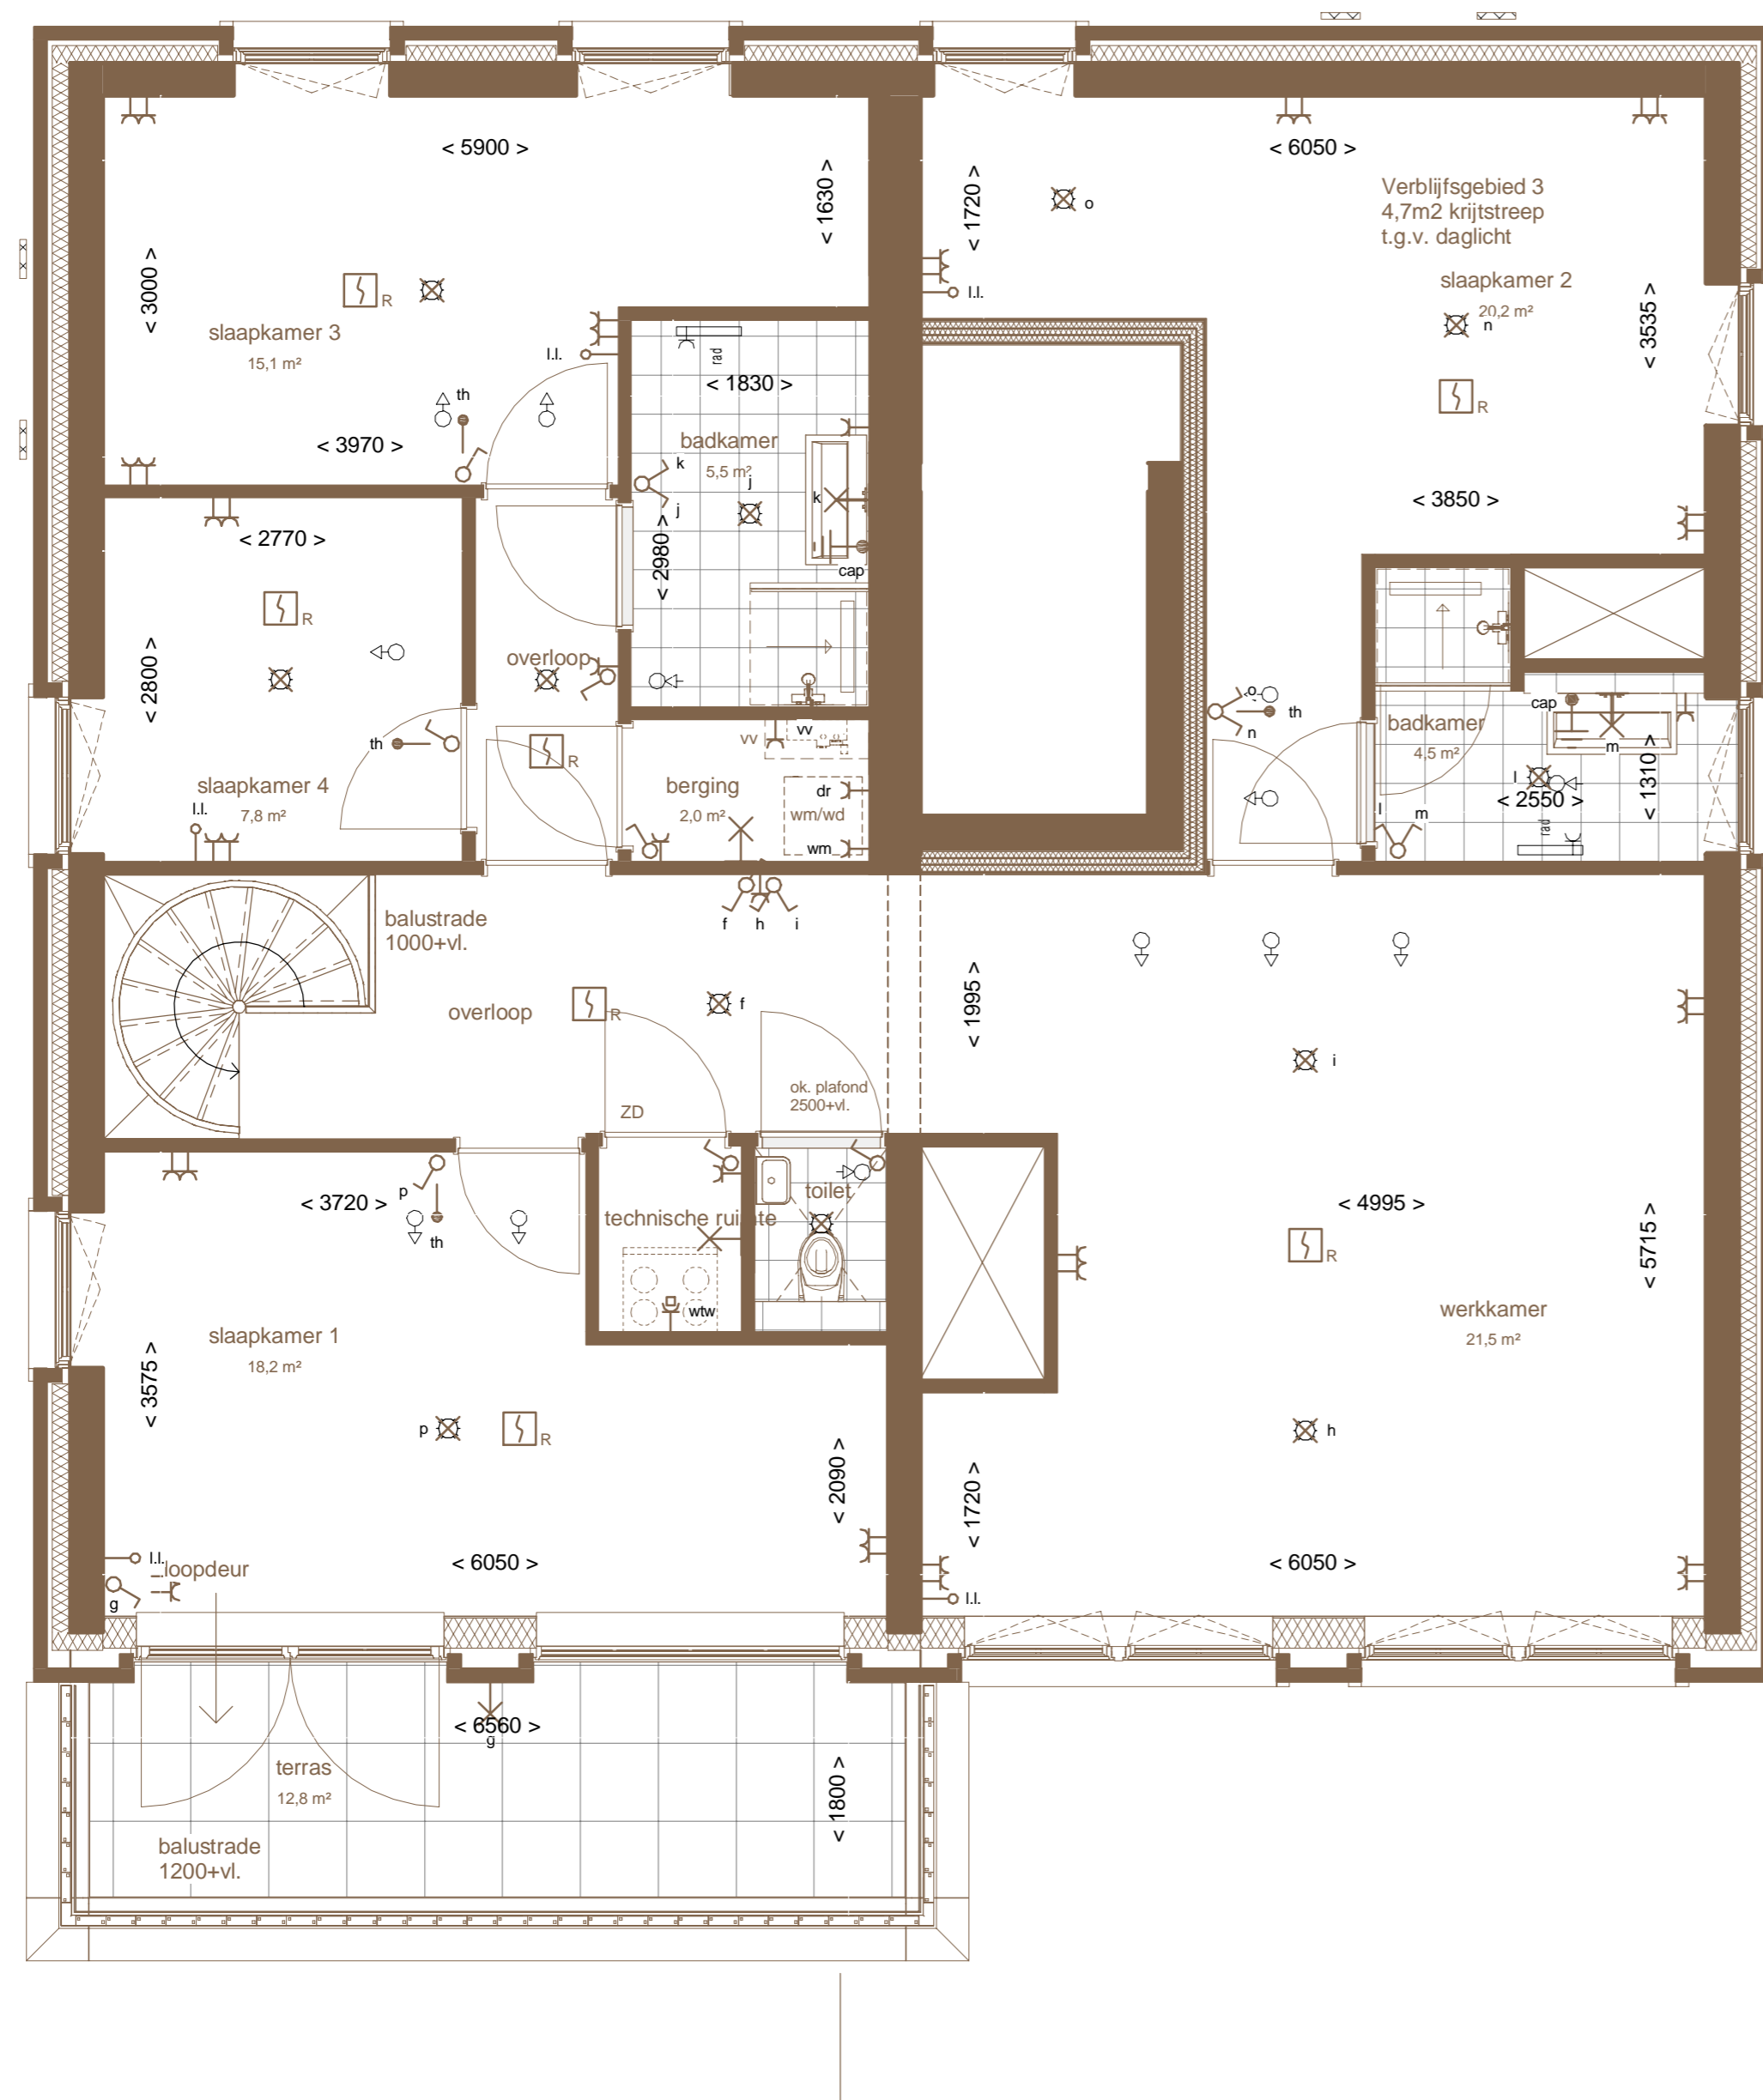 < 5900 >
< 1630 >
< 3000 >
R
slaapkamer 3
15,1 m²
l.l.
th
< 3970 >
< 6050 >
< 1720 >
o
Verblijfsgebied 3
4,7m2 krijtstreep
t.g.v. daglicht
slaapkamer 2
20,2 m²
n
< 3535 >
l.l.
R
< 3850 >
rad
< 1830 >
badkamer
5,5 m²
k
j
j
k
cap
< 2980 >
< 2770 >
R
< 2800 >
th
slaapkamer 4
7,8 m²
l.l.
overloop
R
vv
vv
berging
2,0 m²
dr
wm/wd
wm
o
th
n
badkamer
4,5 m²
cap
m
l
< 2550 >
< 1310 >
l
m
rad
balustrade
1000+vl.
f
h
i
overloop
R
f
< 1995 >
i
ok. plafond
2500+vl.
ZD
p
< 3720 >
th
technische ruimte
toilet
wtw
< 4995 >
R
< 5715 >
werkkamer
21,5 m²
slaapkamer 1
18,2 m²
< 3575 >
p
R
h
< 2090 >
< 1720 >
l.l.
loopdeur
g
< 6050 >
l.l.
< 6050 >
< 6560 >
g
terras
12,8 m²
< 1800 >
balustrade
1200+vl.